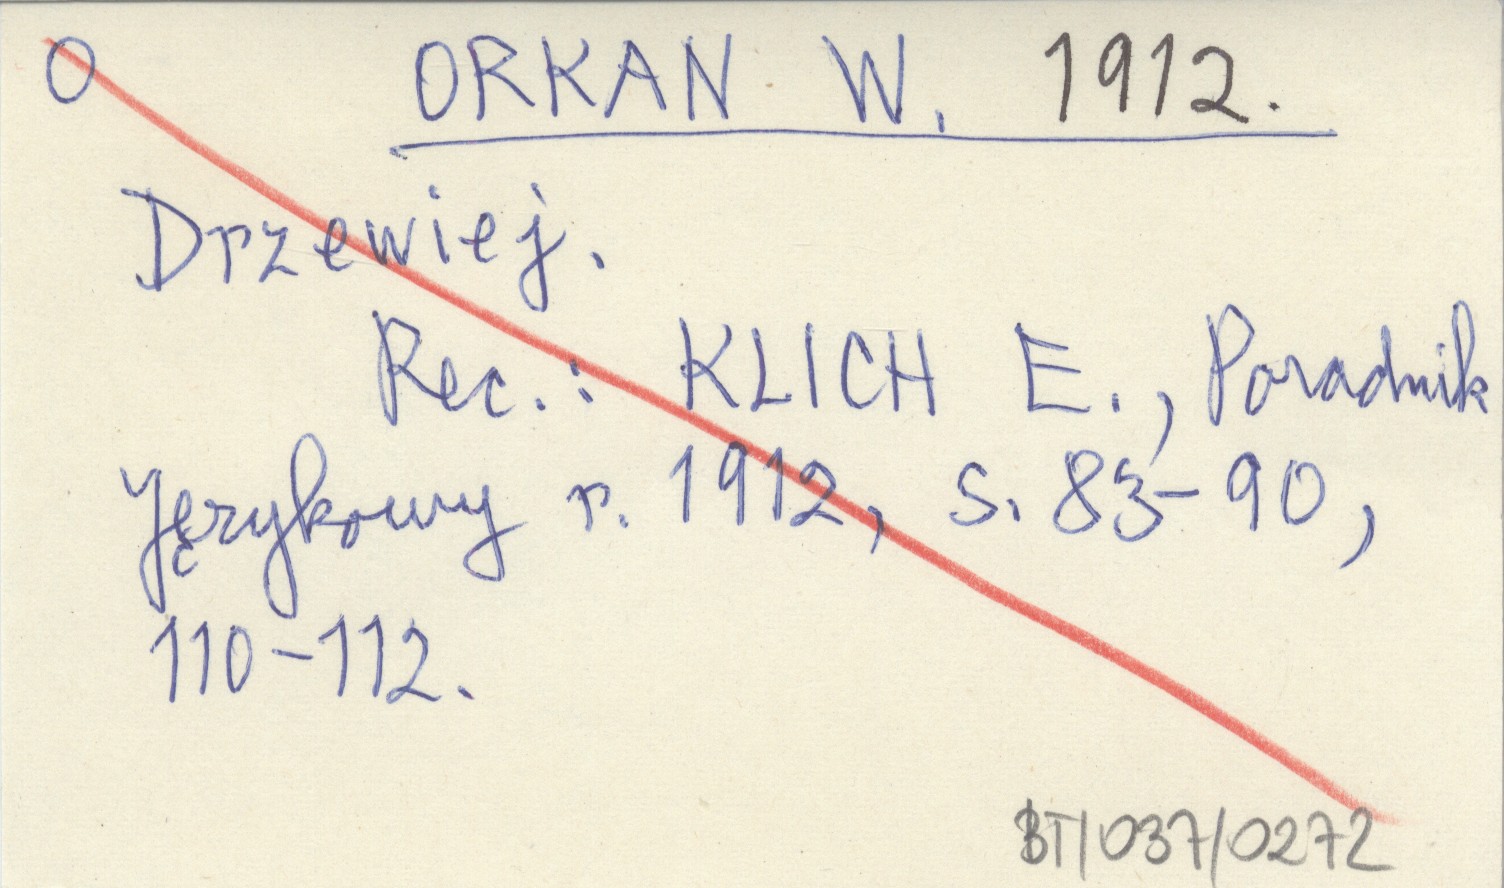 O ORKAN W. 1912.
Drzewiej.
Rec.: KLICH E., Poradnik
Językowy r. 1912, s. 83-90,
110-112.
BT/037/0272